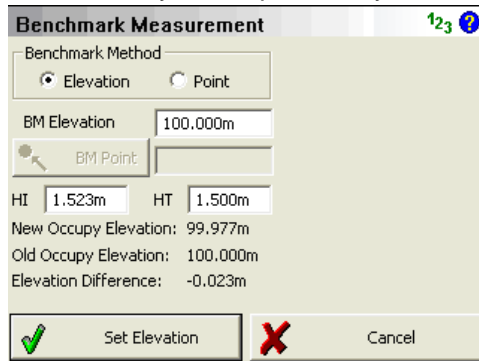 Benchmark Measurement 123 ?
Benchmark Method
Elevation Point
BM Elevation 100.000m
BM Point
HI 1.523m HT 1.500m
New Occupy Elevation: 99.977m
Old Occupy Elevation: 100.000m
Elevation Difference: -0.023m
Set Elevation Cancel